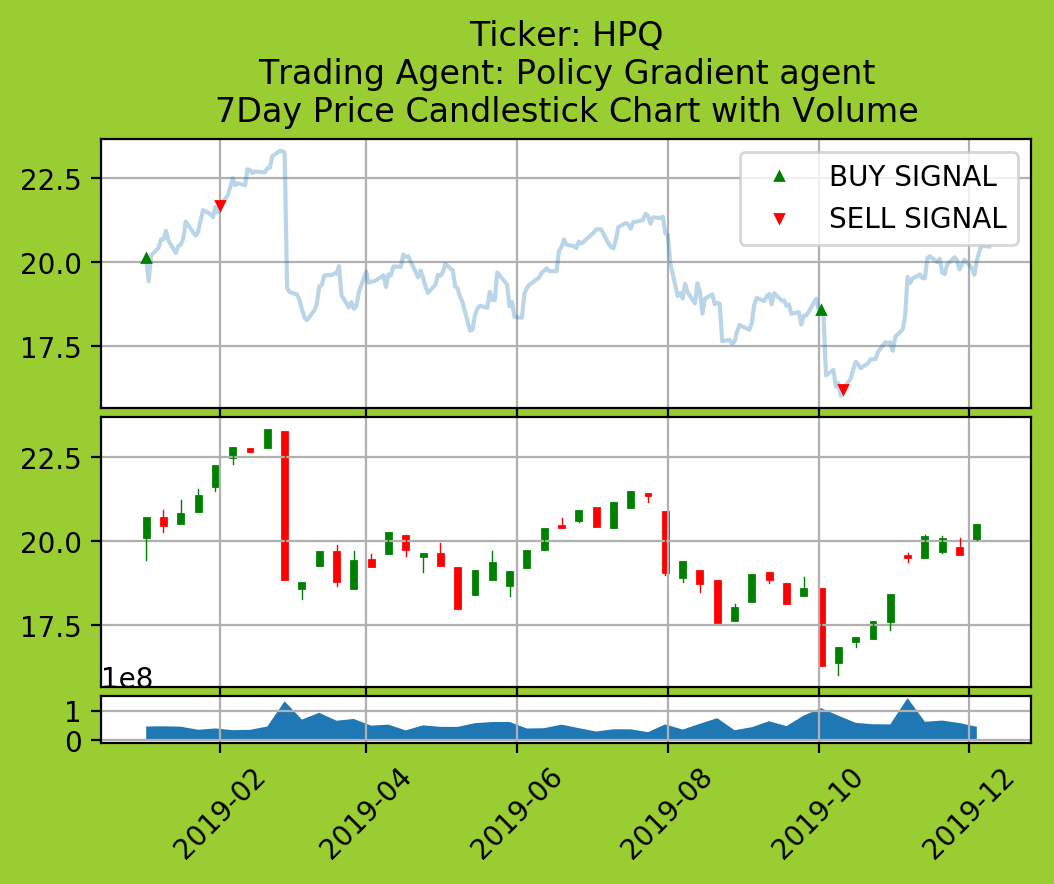 Ticker: HPQ
Trading Agent: Policy Gradient agent
7Day Price Candlestick Chart with Volume
22.5
20.0
17.5
BUY SIGNAL
SELL SIGNAL
22.5
20.0
17.5
1e8
1
0
2019-02
2019-04
2019-06
2019-08
2019-10
2019-12